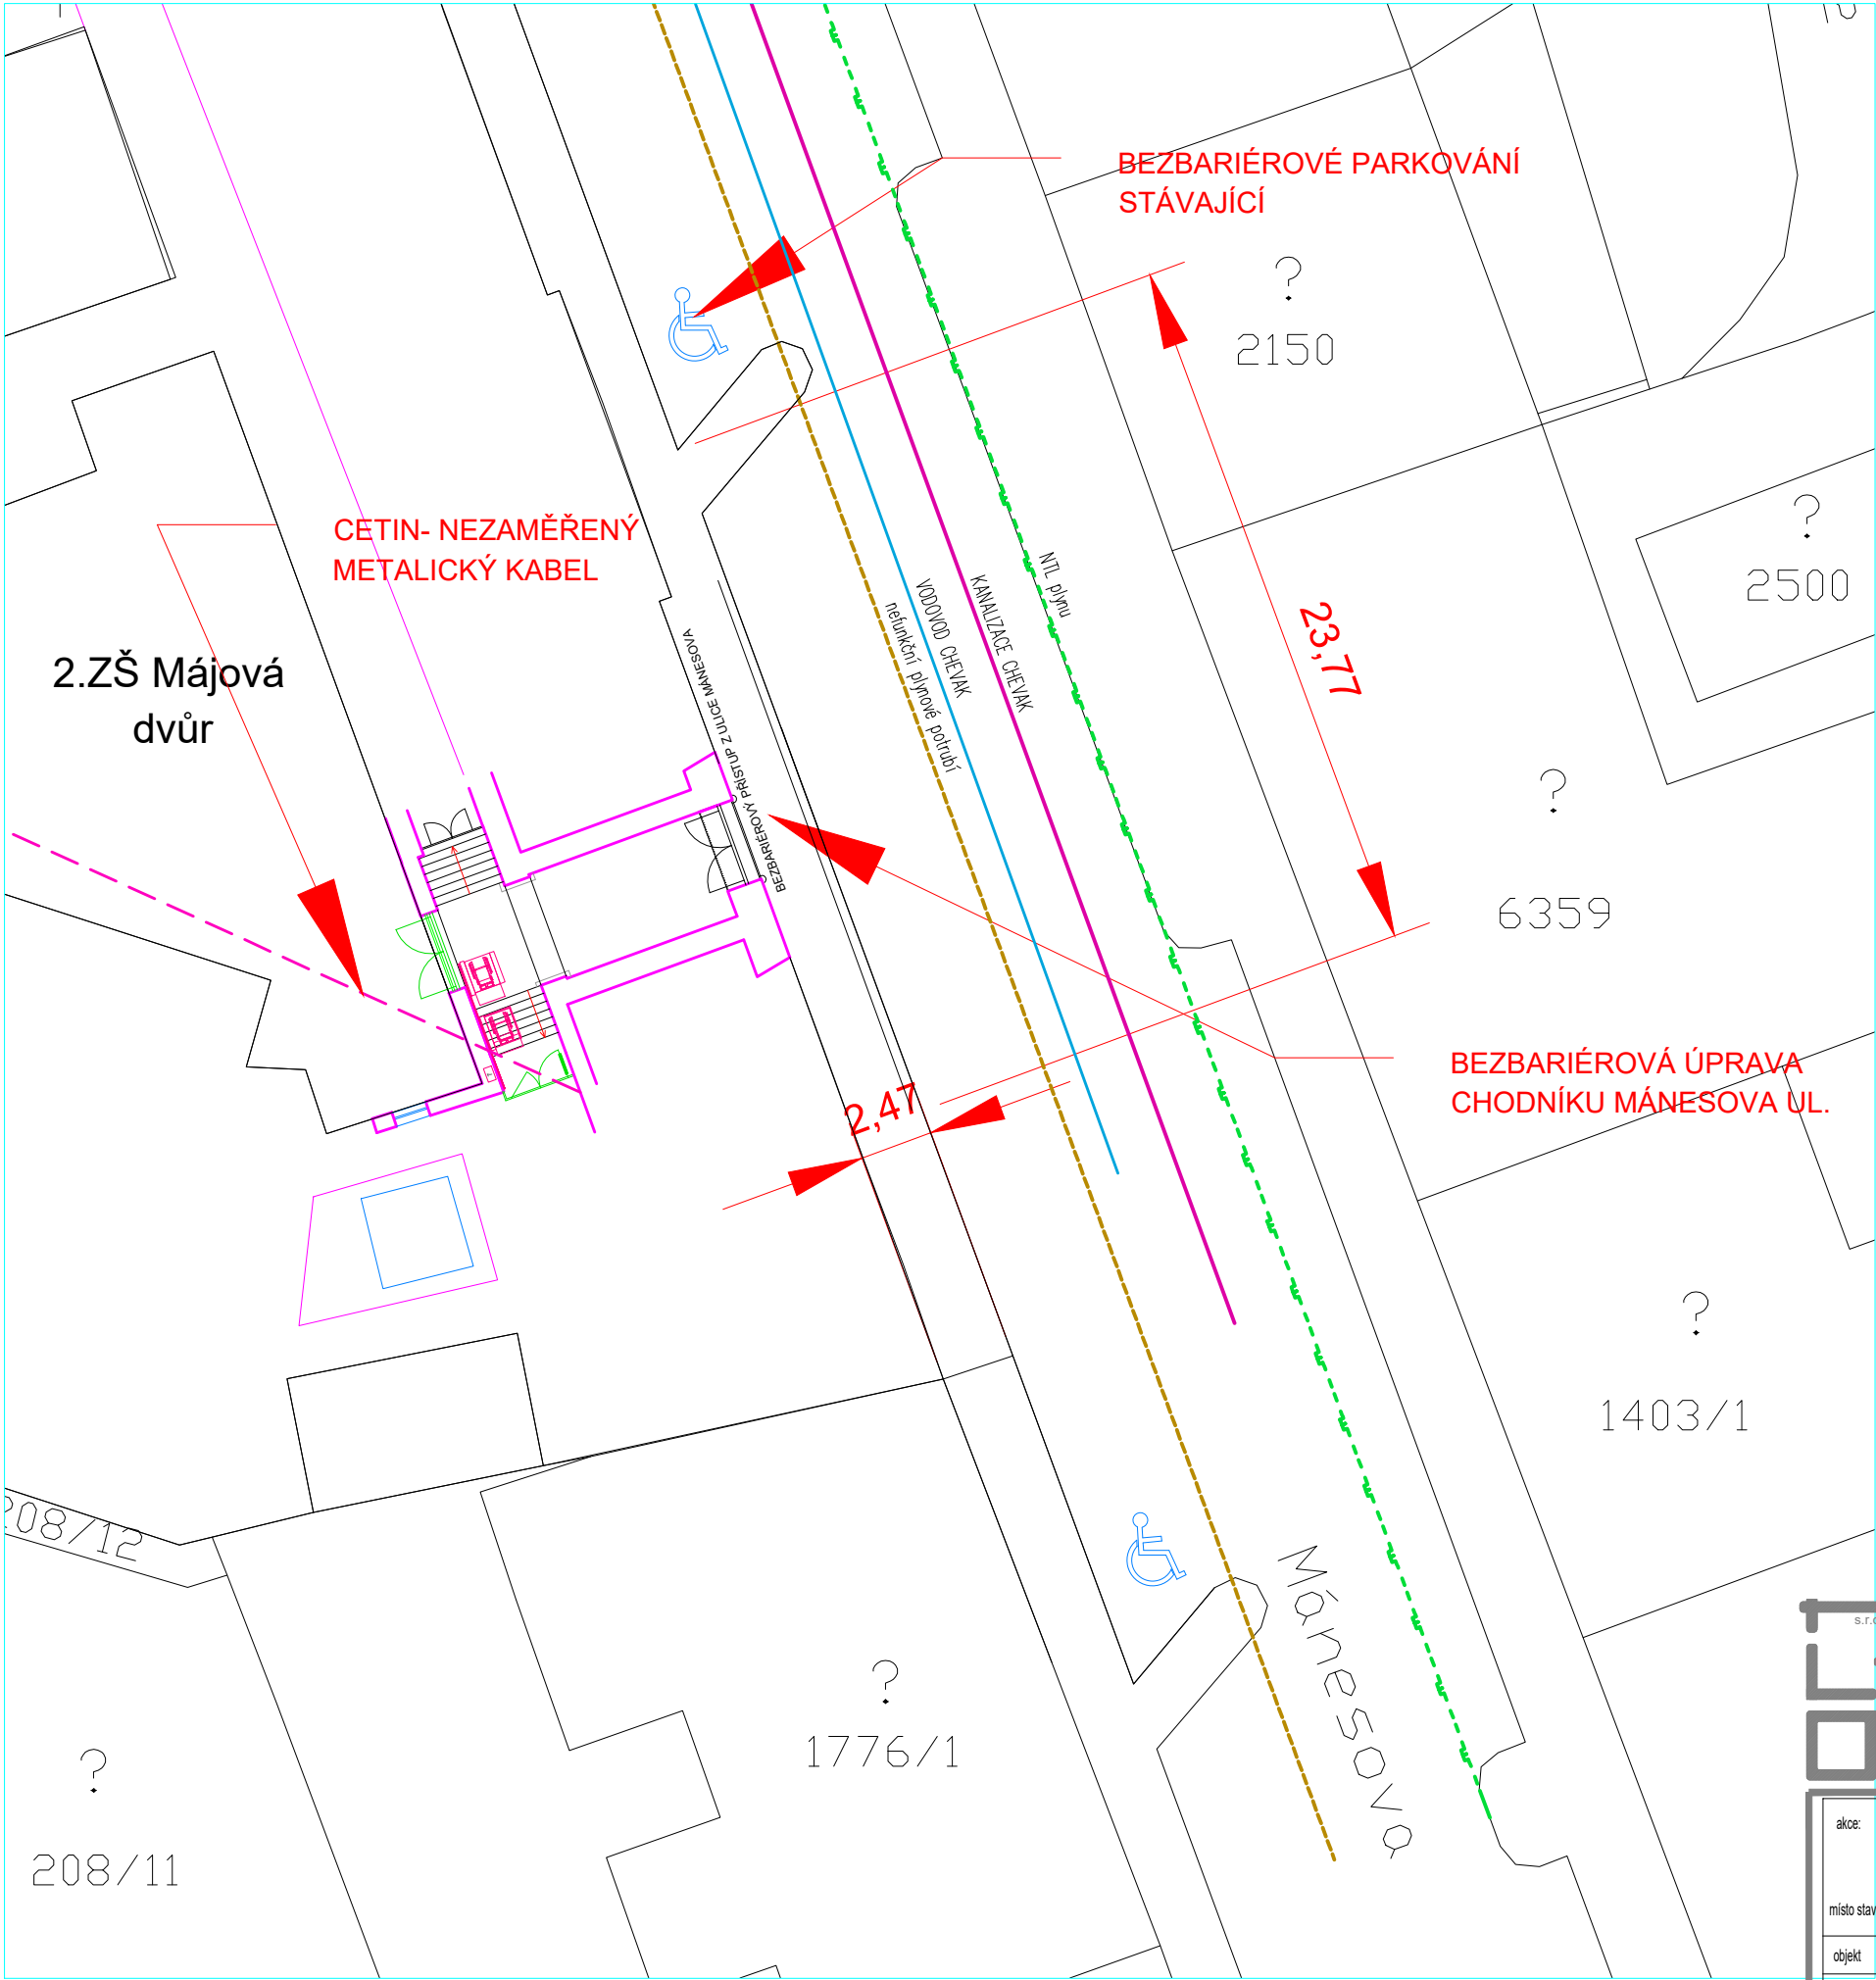 BEZBARIÉROVÉ PARKOVÁNÍ
STÁVAJÍCÍ
?
2150
CETIN- NEZAMĚŘENÝ
METALICKÝ KABEL
?
2500
NTL plynu
KANALIZACE CHEVAK
VODOVOD CHEVAK
nefunkční plynové potrubí
23,77
2.ZŠ Májová
dvůr
BEZBARIÉROVÝ PŘÍSTUP Z ULICE MÁNESOVA
?
6359
BEZBARIÉROVÁ ÚPRAVA
CHODNÍKU MÁNESOVA UL.
2,47
?
1403/1
208/12
Mánesova
?
1776/1
?
208/11
akce:
místo stav
objekt